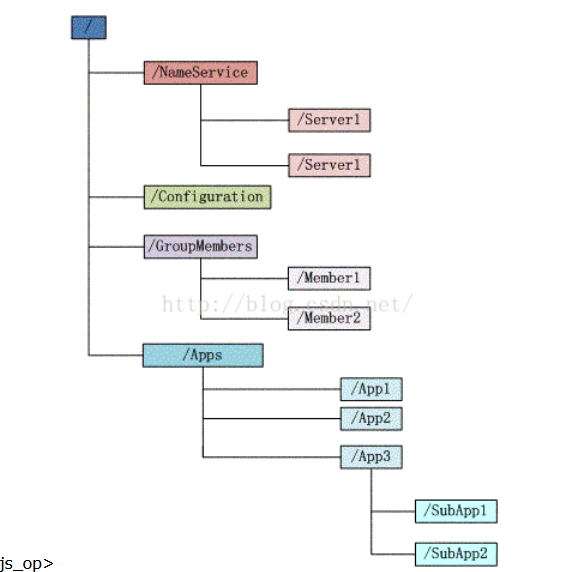 /
/NameService
/Server1
/Server1
/Configuration
/GroupMembers
/Member1
http://blog.csdn.net/
/Member2
/Apps
/App1
/App2
/App3
/SubApp1
/SubApp2
js_op>